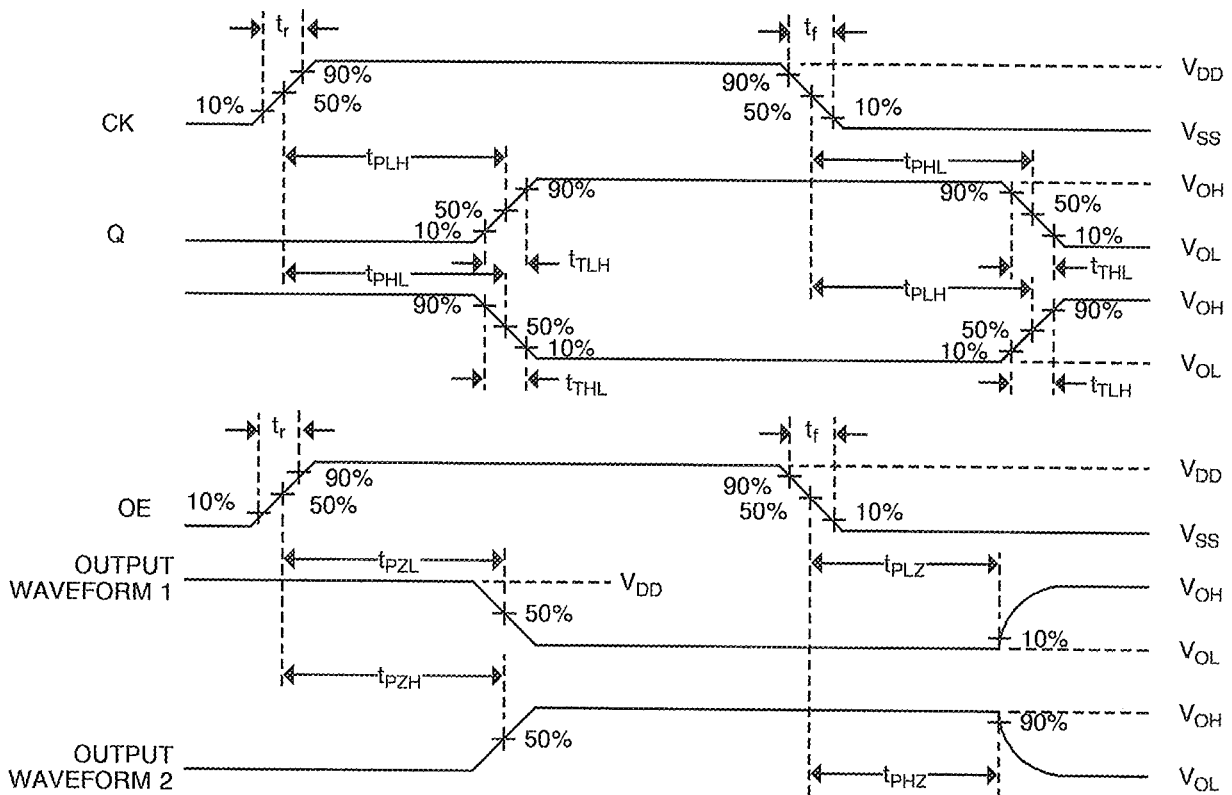 tr tf
90% 90% VDD
10% 50% 50% 10%
CK VSS
tPLH tPHL
90% 90% VOH
50% 50%
Q 10% 10% VOL
tTLH tTHL
tPHL tPLH
90% 90% VOH
50% 50%
10% 10% VOL
tTHL tTLH
tr tf
90% 90% VDD
10% 50% 50% 10%
OE VSS
OUTPUT tPZL tPLZ
WAVEFORM 1 VDD VOH
50% 10% VOL
tPZH
90% VOH
OUTPUT 50%
WAVEFORM 2 tPHZ VOL